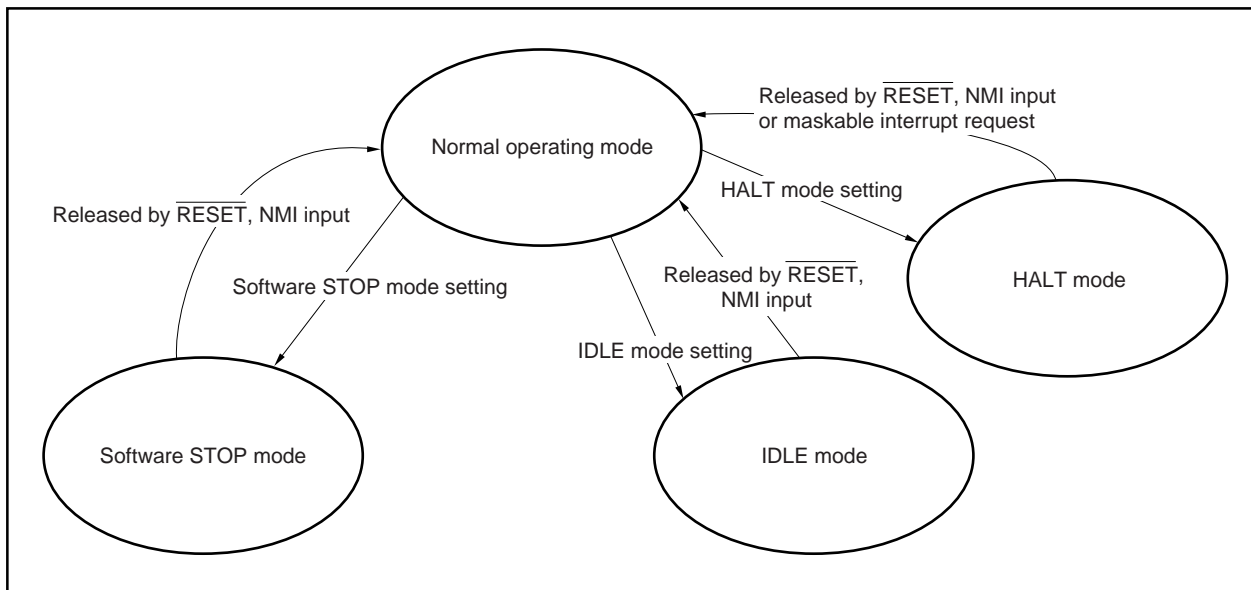 Released by RESET, NMI input
or maskable interrupt request
Normal operating mode
HALT mode setting
Released by RESET, NMI input
Released by RESET,
NMI input
HALT mode
Software STOP mode setting
IDLE mode setting
Software STOP mode
IDLE mode